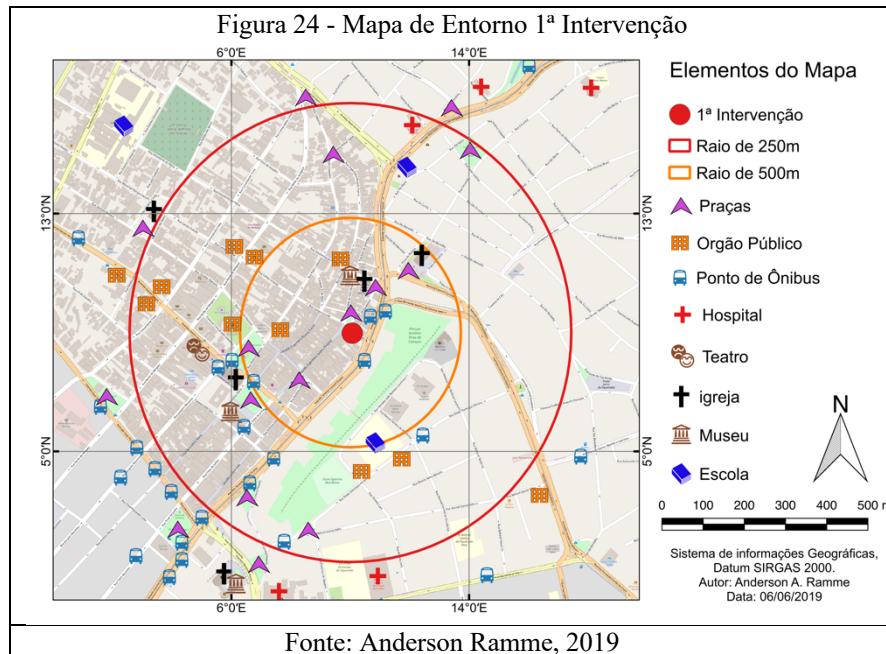 Figura 24 - Mapa de Entorno 1ª Intervenção
6°0'E
14°0'E
13°0'N
13°0'N
5°0'N
5°0'N
6°0'E
14°0'E
Elementos do Mapa
1ª Intervenção
Raio de 250m
Raio de 500m
Praças
Orgão Público
Ponto de Ônibus
Hospital
Teatro
igreja
Museu
Escola
N
0 100 200 300 400 500 m
Sistema de informações Geográficas,
Datum SIRGAS 2000.
Autor: Anderson A. Ramme
Data: 06/06/2019
Fonte: Anderson Ramme, 2019